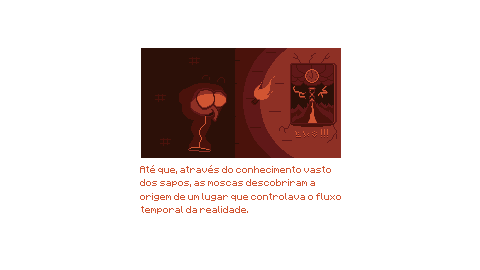 Até que, através do conhecimento vasto
dos sapos, as moscas descobriram a
origem de um lugar que controlava o fluxo
temporal da realidade.